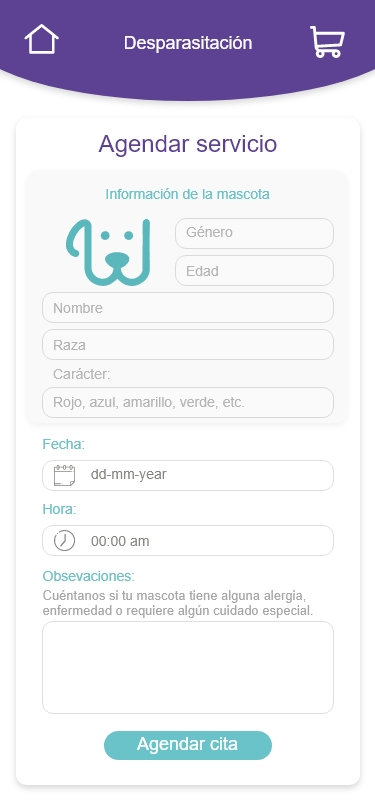 Desparasitación
Agendar servicio
Información de la mascota
Género
Edad
Nombre
Raza
Carácter:
Rojo, azul, amarillo, verde, etc.
Fecha:
dd-mm-year
Hora:
00:00 am
Obsevaciones:
Cuéntanos si tu mascota tiene alguna alergia,
enfermedad o requiere algún cuidado especial.
Agendar cita